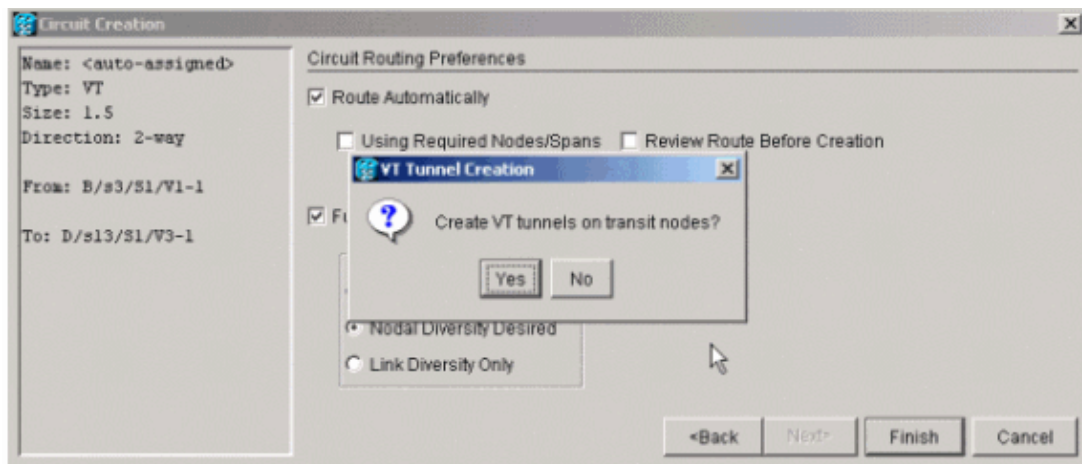 Circuit Creation
Name: <auto-assigned>
Type: VT
Size: 1.5
Direction: 2-way
From: B/s3/S1/V1-1
To: D/s13/S1/V3-1
Circuit Routing Preferences
Route Automatically
Using Required Nodes/Spans
Review Route Before Creation
VT Tunnel Creation
Create VT tunnels on transit nodes?
Yes
No
Nodal Diversity Desired
Link Diversity Only
<Back
Next>
Finish
Cancel